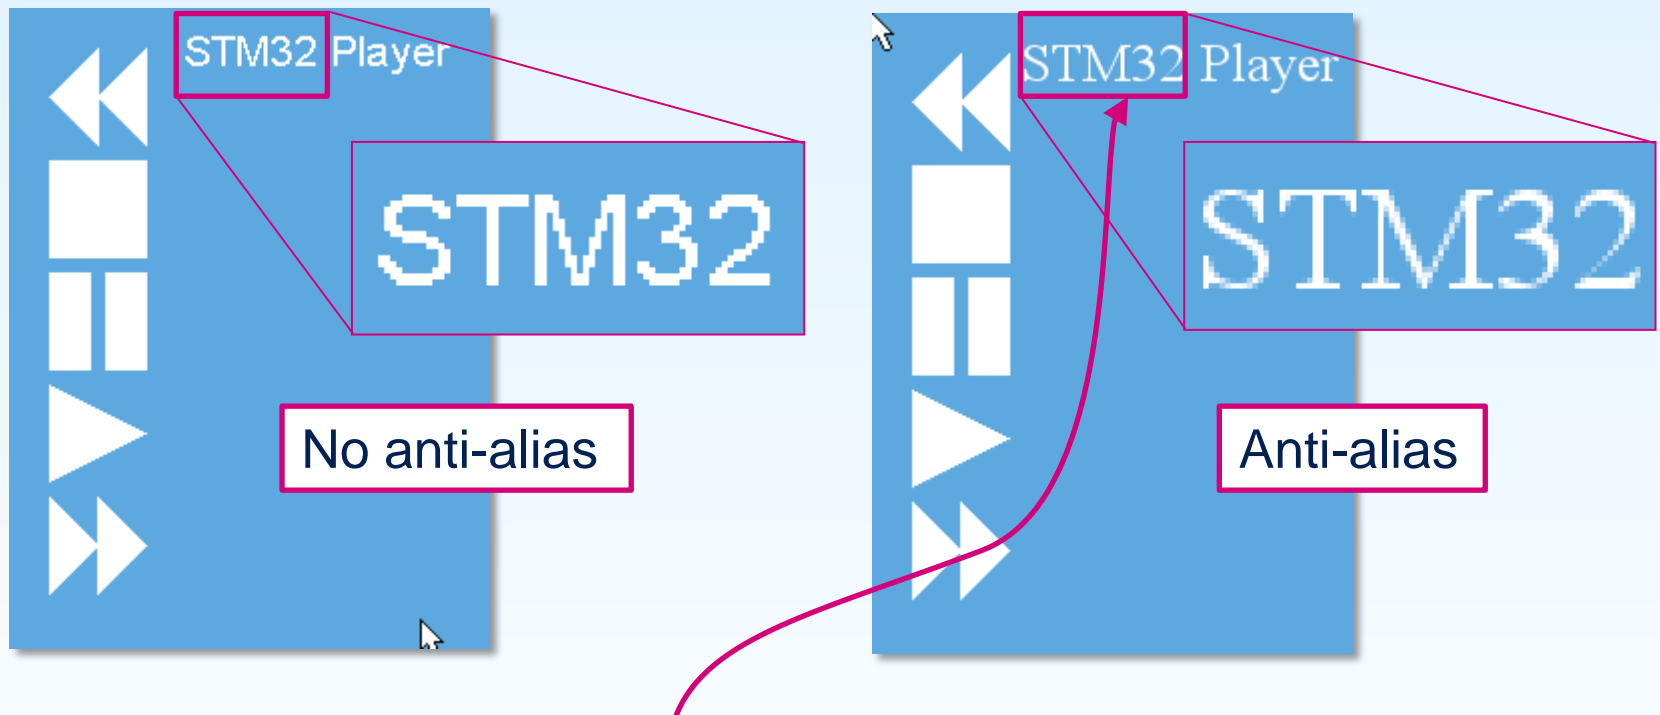 STM32 Player
STM32
No anti-alias
STM32 Player
STM32
Anti-alias